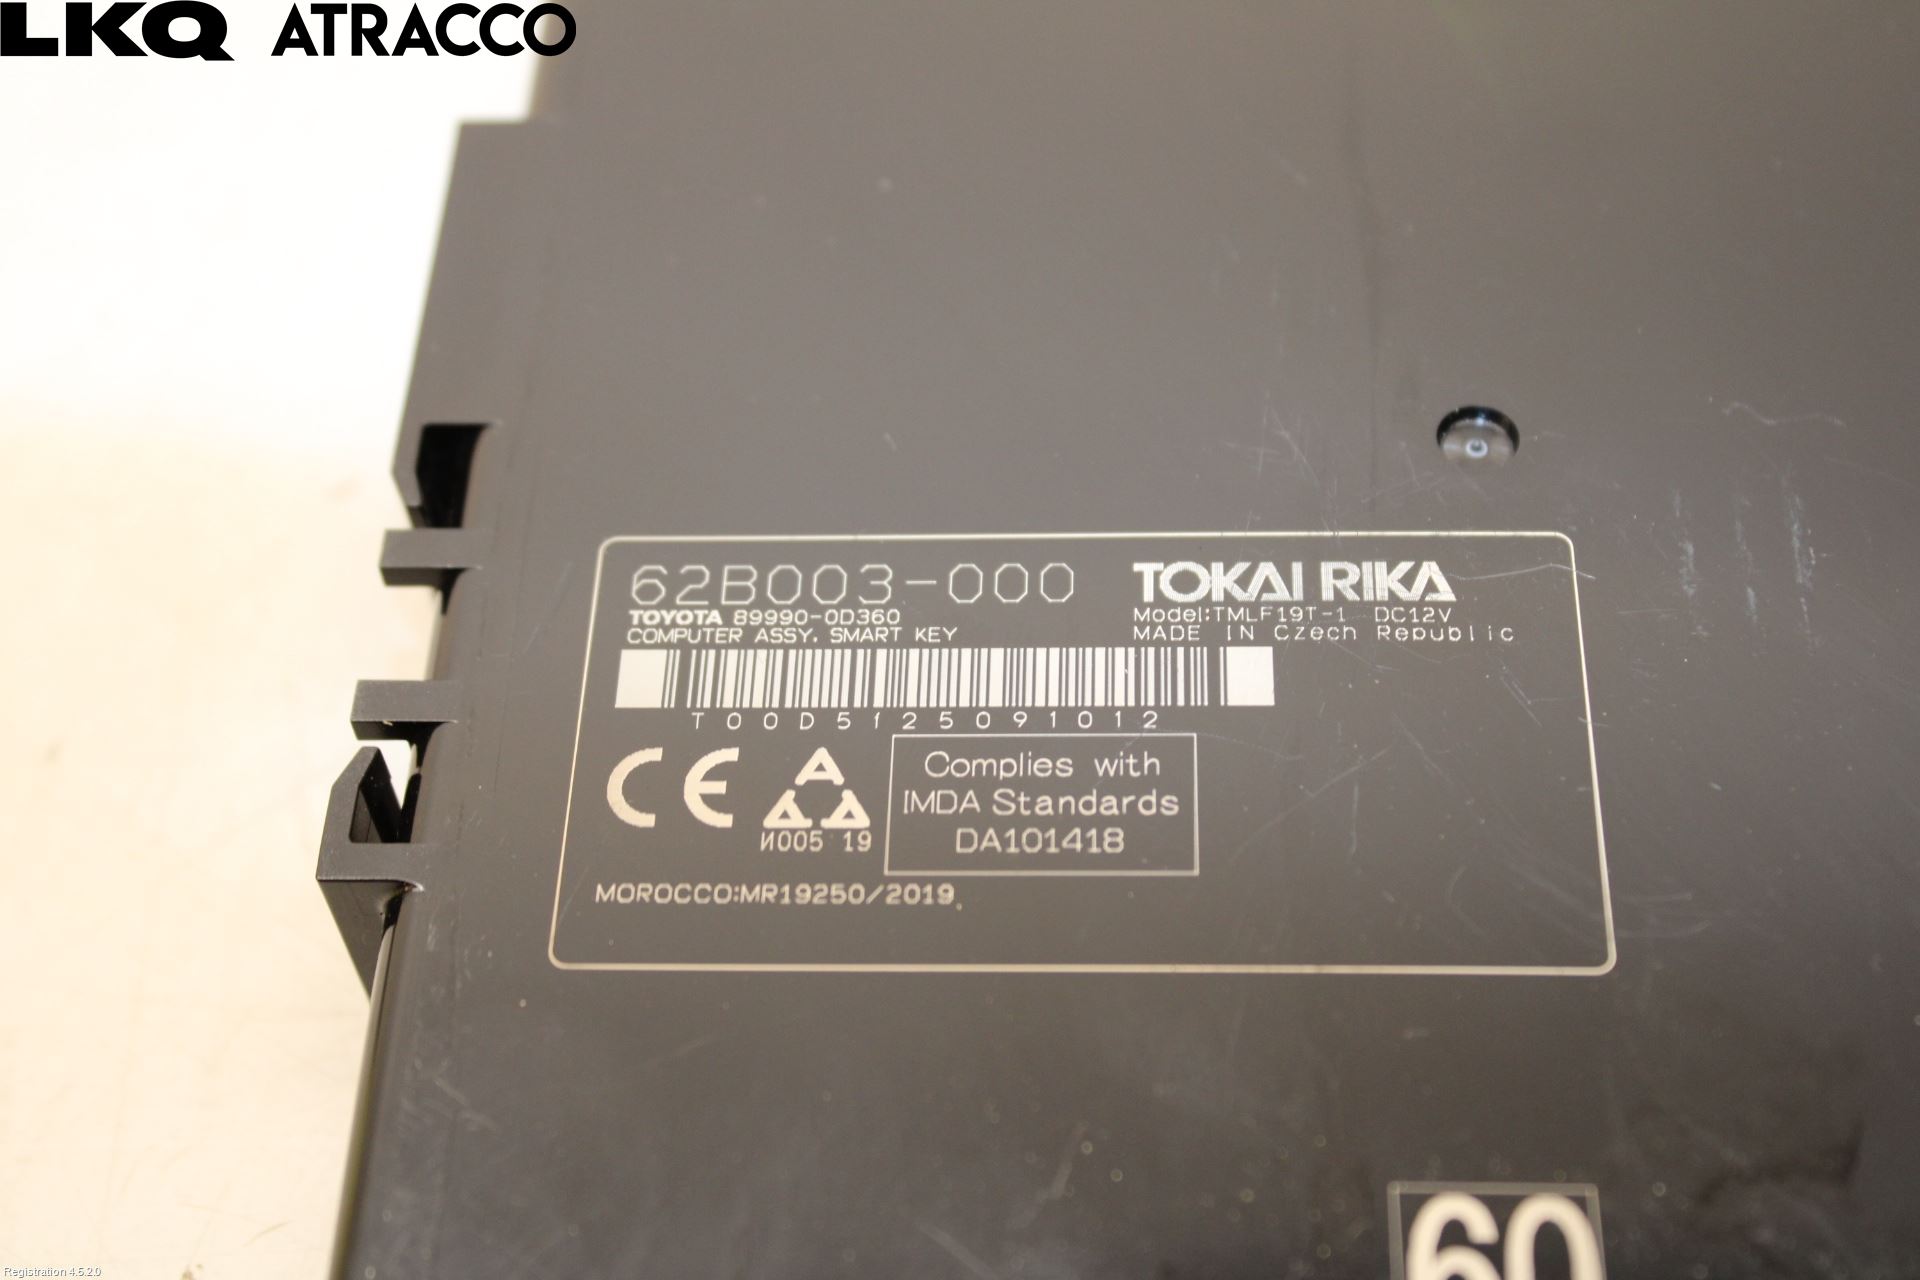 LKQ ATRACCO
62B003-000 TOKAI RIKA
TOYOTA 89990-0D360 Model:TMLF19T-1 DC12V
COMPUTER ASSY. SMART KEY MADE IN Czech Republic
T00D5125091012
CE
Complies with
IMDA Standards
DA101418
И005 19
MOROCCO:MR19250/2019.
60
Registration 4.5.2.0